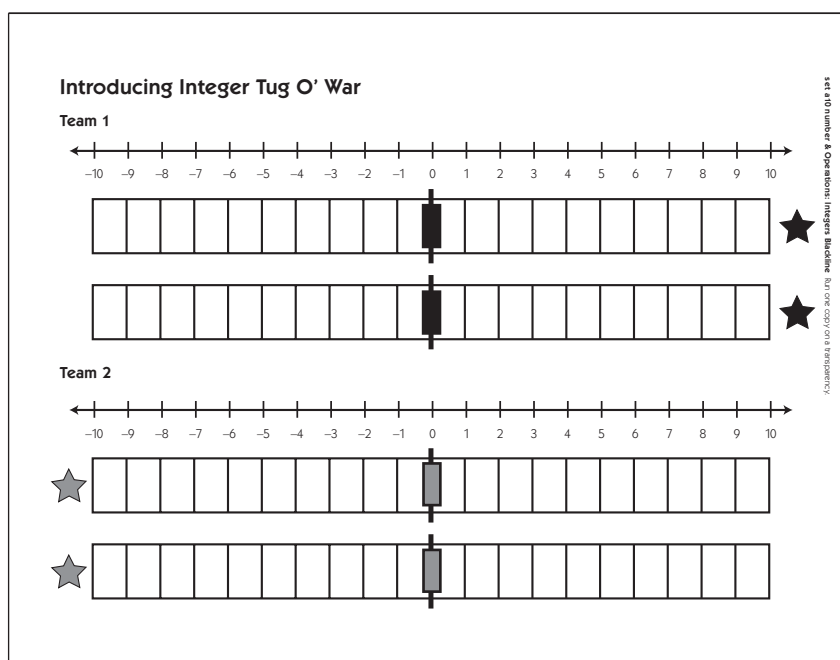 Introducing Integer Tug O’ War
Team 1
–10 –9 –8 –7 –6 –5 –4 –3 –2 –1 0 1 2 3 4 5 6 7 8 9 10
Team 2
–10 –9 –8 –7 –6 –5 –4 –3 –2 –1 0 1 2 3 4 5 6 7 8 9 10
set a10 number & Operations: Integers Blackline Run one copy on a transparency.